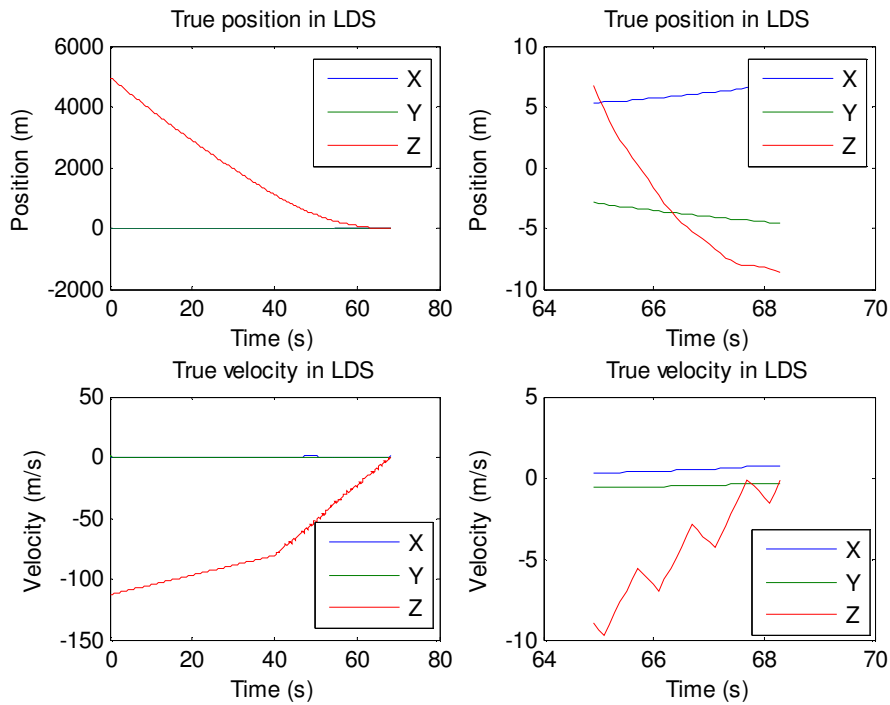 True position in LDS
6000
4000
2000
0
-2000
Position (m)
0 20 40 60 80
Time (s)
X
Y
Z
True position in LDS
10
5
0
-5
-10
Position (m)
64 66 68 70
Time (s)
X
Y
Z
True velocity in LDS
50
0
-50
-100
-150
Velocity (m/s)
0 20 40 60 80
Time (s)
X
Y
Z
True velocity in LDS
5
0
-5
-10
Velocity (m/s)
64 66 68 70
Time (s)
X
Y
Z